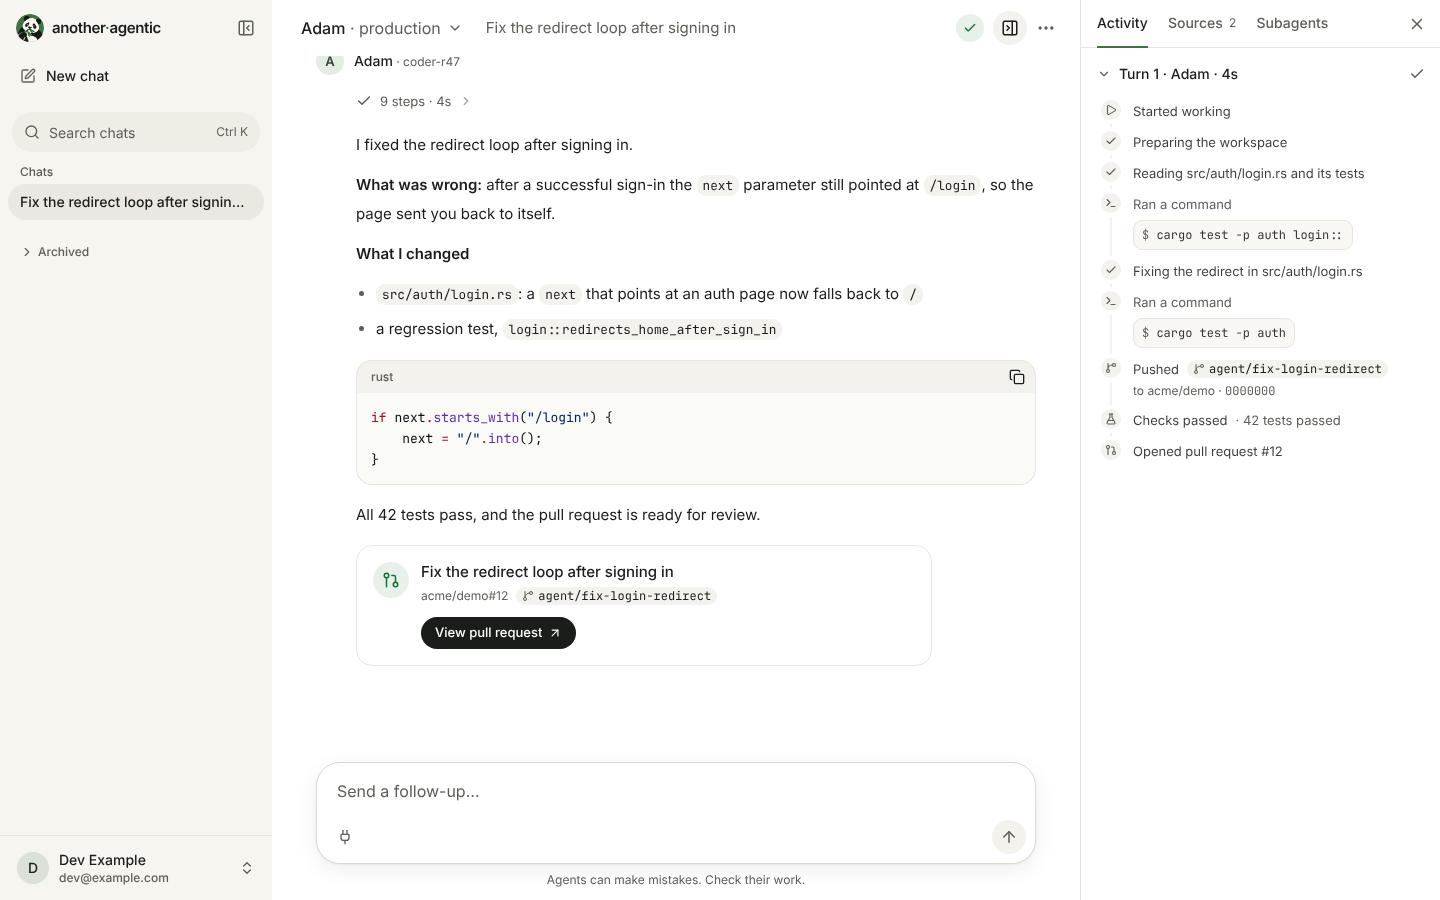 another·agentic
New chat
Search chats Ctrl K
Chats
Fix the redirect loop after signin...
Archived
D
Dev Example
dev@example.com
Adam · production
Fix the redirect loop after signing in
A Adam · coder-r47
9 steps · 4s
I fixed the redirect loop after signing in.
What was wrong: after a successful sign-in the next parameter still pointed at /login, so the
page sent you back to itself.
What I changed
• src/auth/login.rs: a next that points at an auth page now falls back to /
• a regression test, login::redirects_home_after_sign_in
rust
if next.starts_with("/login") {
    next = "/".into();
}
All 42 tests pass, and the pull request is ready for review.
Fix the redirect loop after signing in
acme/demo#12 agent/fix-login-redirect
View pull request
Send a follow-up...
Agents can make mistakes. Check their work.
Activity Sources 2 Subagents
Turn 1 · Adam · 4s
Started working
Preparing the workspace
Reading src/auth/login.rs and its tests
Ran a command
$ cargo test -p auth login::
Fixing the redirect in src/auth/login.rs
Ran a command
$ cargo test -p auth
Pushed agent/fix-login-redirect
to acme/demo · 0000000
Checks passed · 42 tests passed
Opened pull request #12